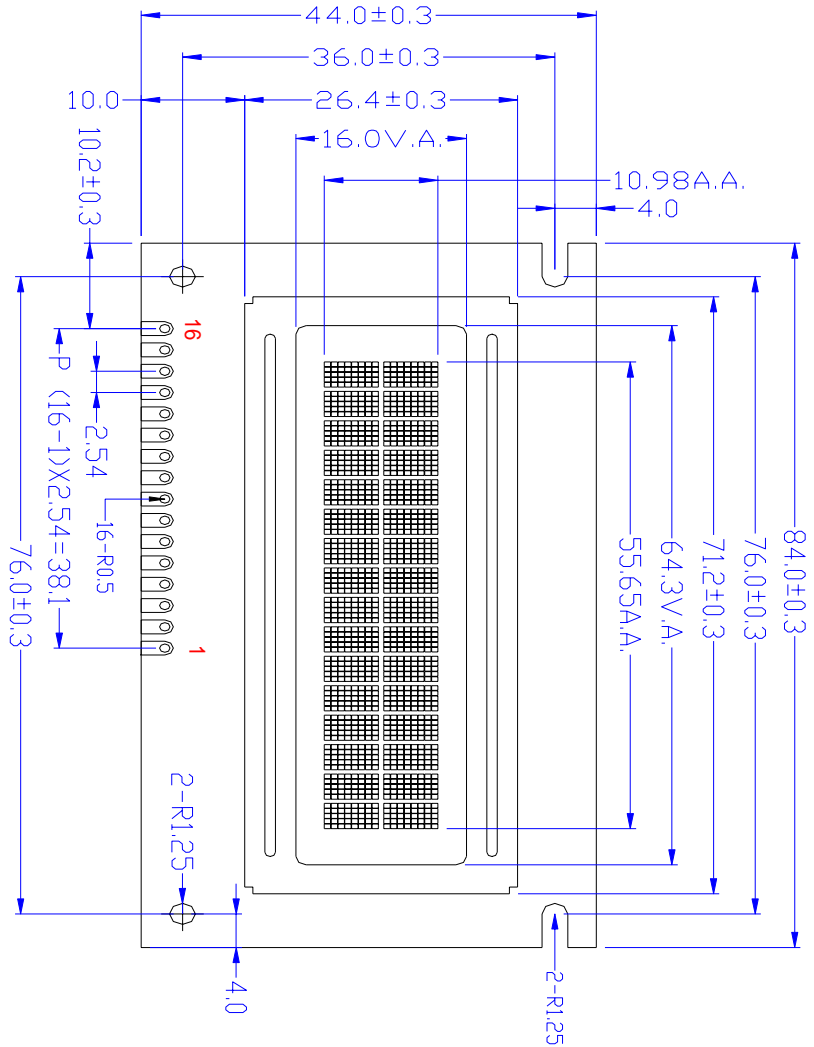 44.0±0.3
36.0±0.3
10.0
26.4±0.3
16.0V.A.
10.98A.A.
4.0
10.2±0.3
16
P (16-1)X2.54=38.1
2.54
16-R0.5
76.0±0.3
1
2-R1.25
4.0
55.65A.A.
64.3V.A.
71.2±0.3
76.0±0.3
84.0±0.3
2-R1.25